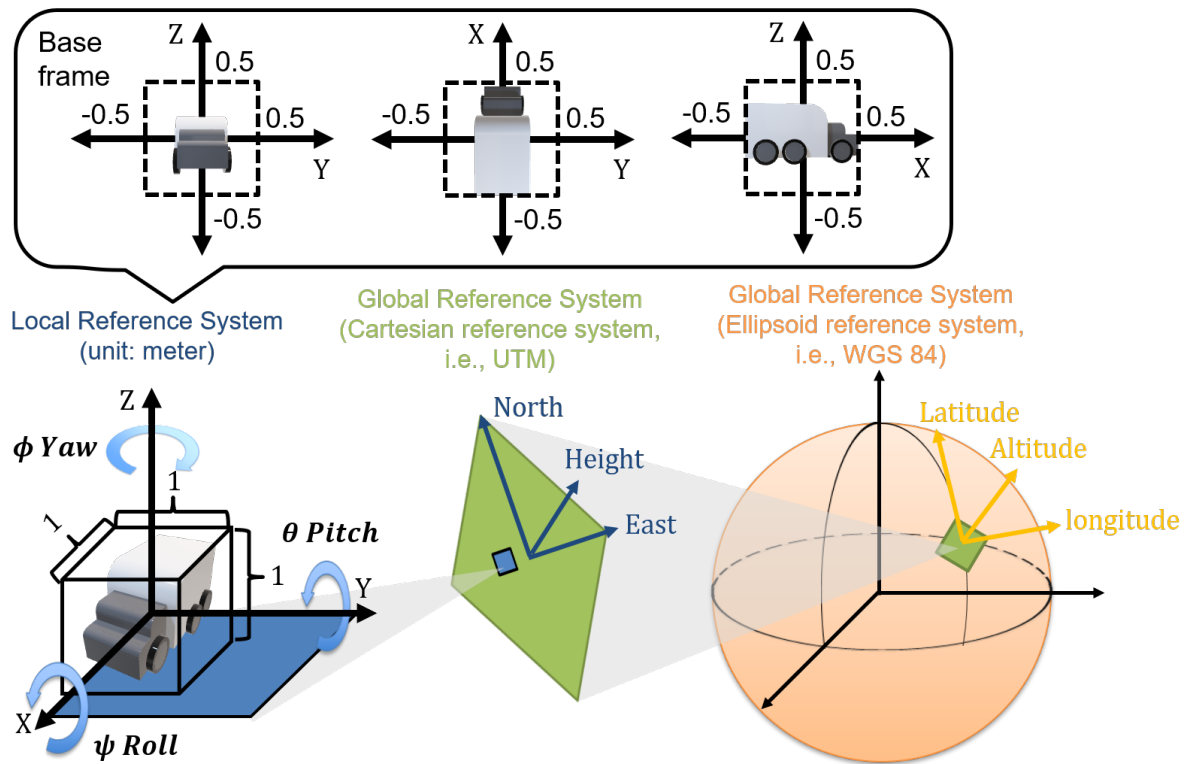 Base
frame
Z
0.5
-0.5
0.5
Y
-0.5
X
0.5
-0.5
0.5
Y
-0.5
Z
0.5
-0.5
0.5
X
-0.5
Local Reference System
(unit: meter)
Global Reference System
(Cartesian reference system,
i.e., UTM)
Global Reference System
(Ellipsoid reference system,
i.e., WGS 84)
Z
ϕ Yaw
1
1
θ Pitch
1
Y
X
ψ Roll
North
Height
East
Latitude
Altitude
longitude